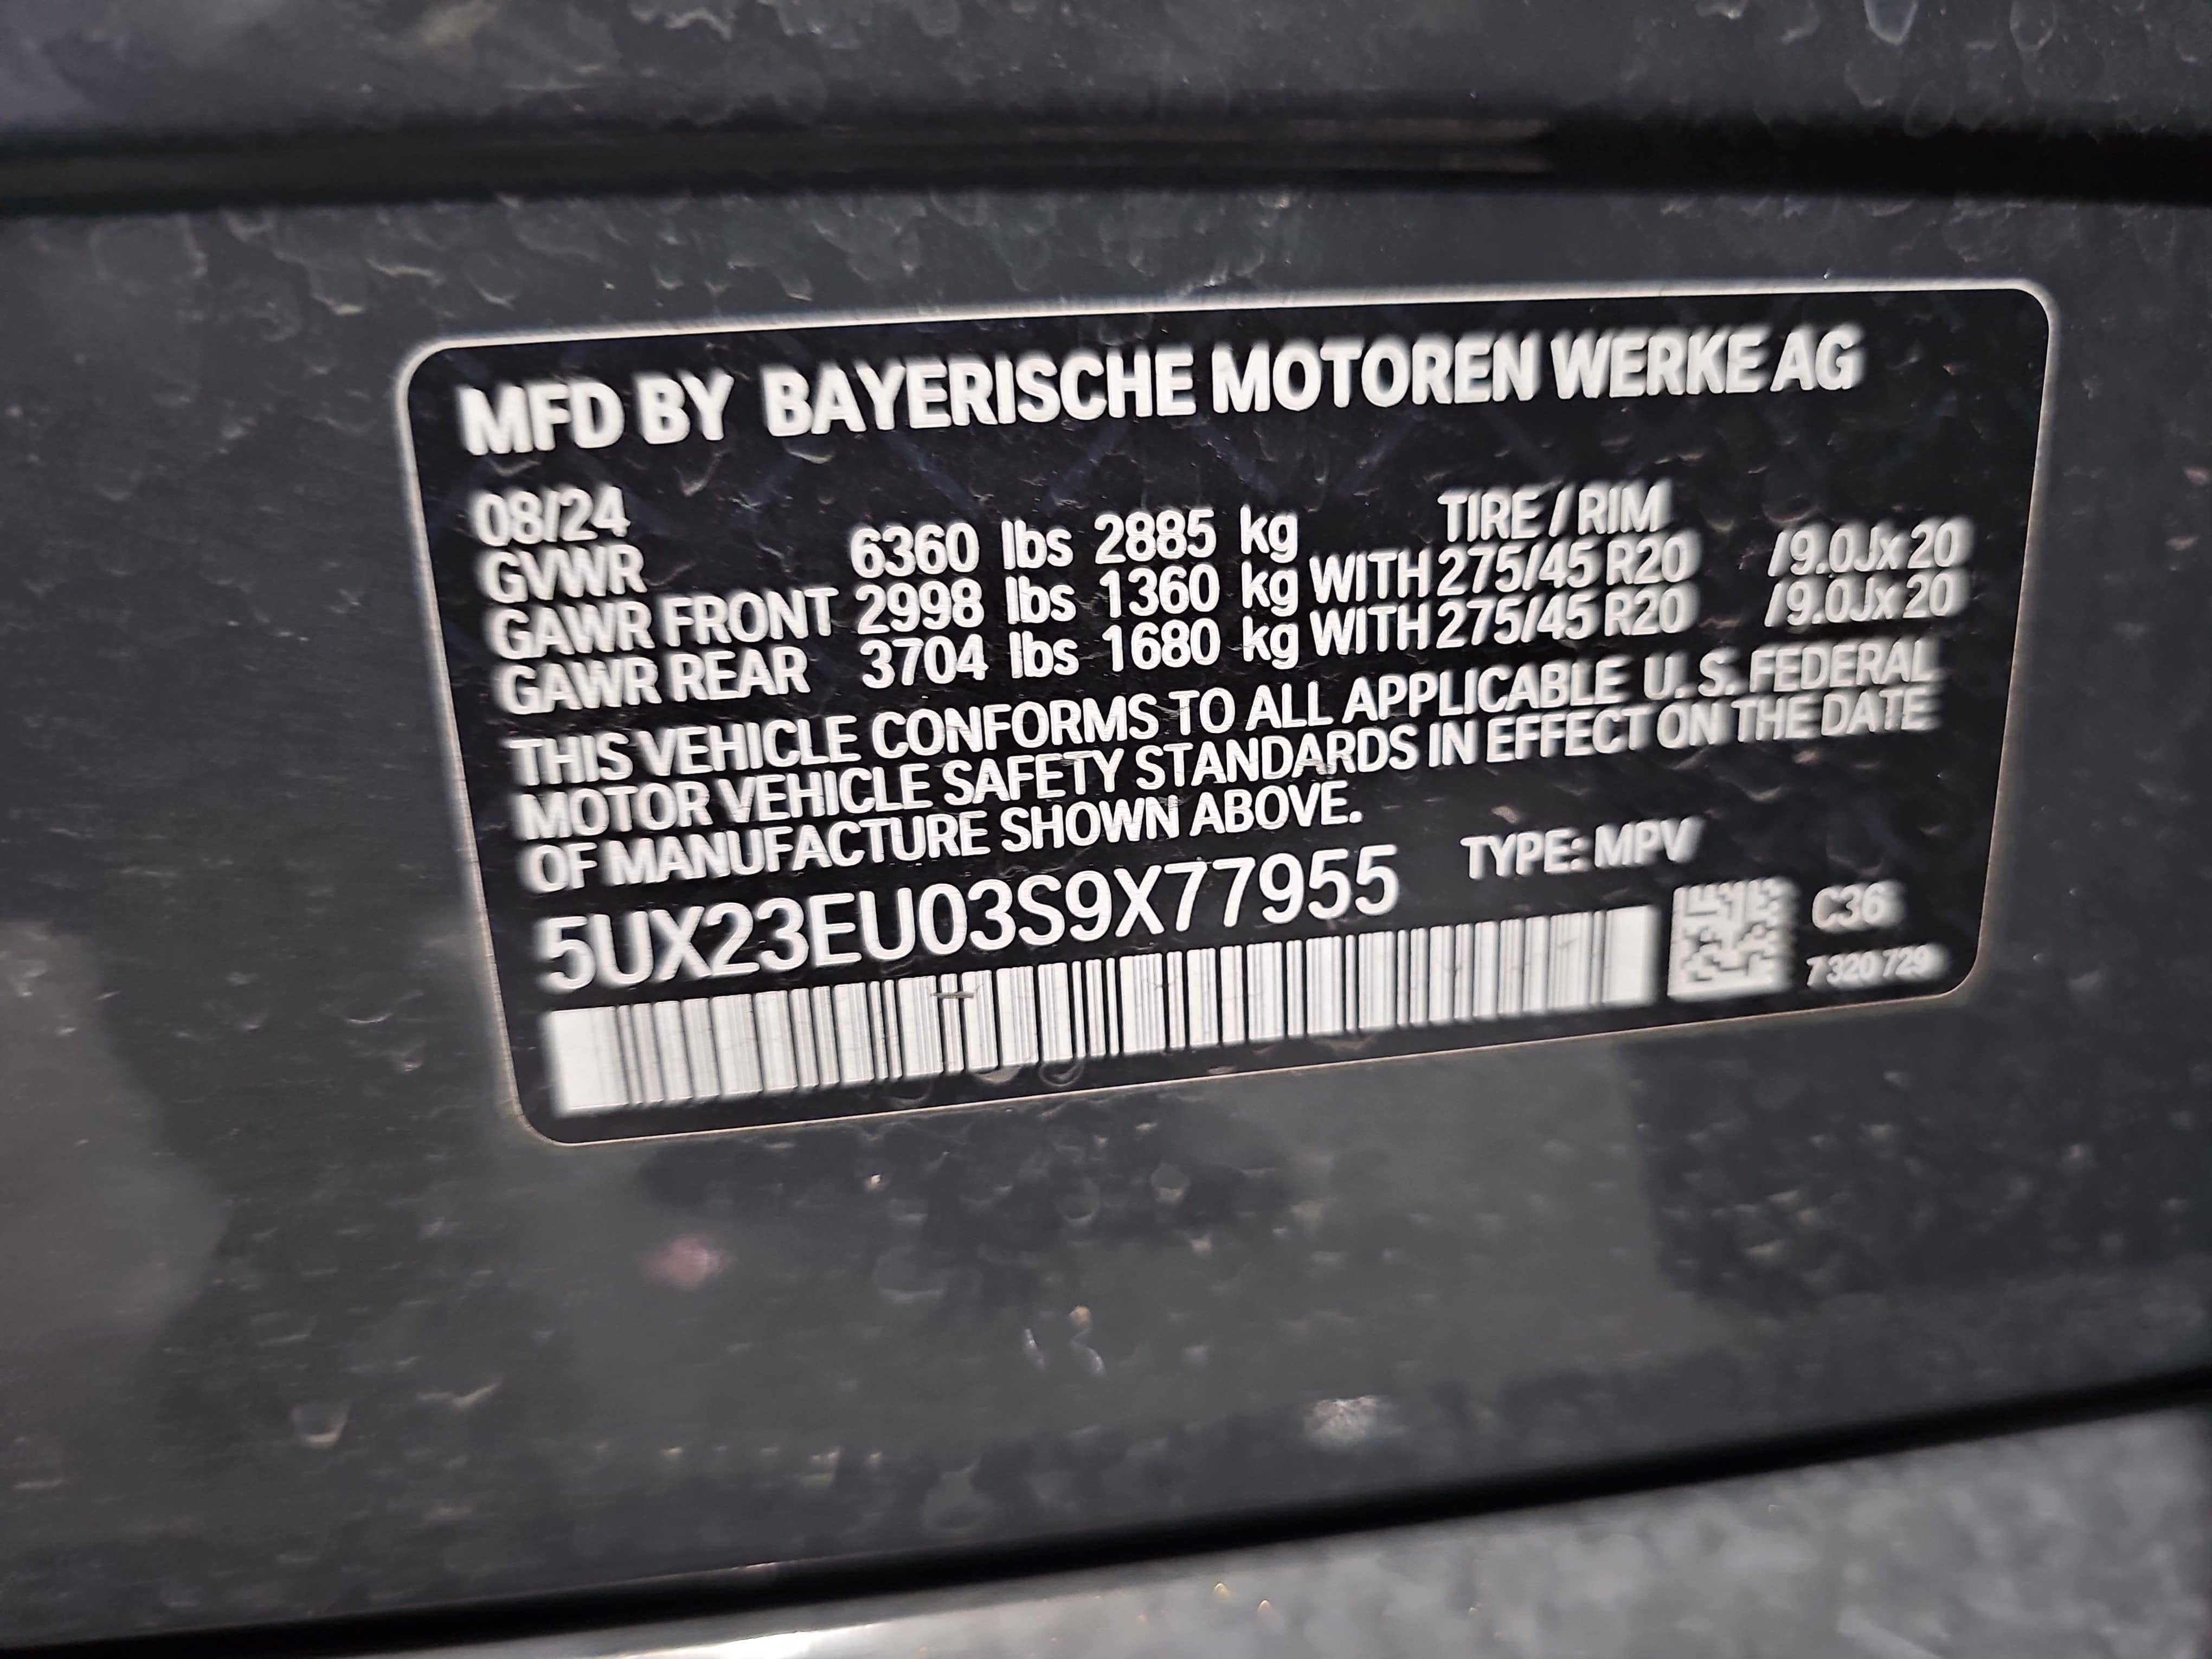 MFD BY BAYERISCHE MOTOREN WERKE AG
08/24 TIRE / RIM
GVWR 6360 lbs 2885 kg
GAWR FRONT 2998 lbs 1360 kg WITH 275/45 R20 /9.0Jx20
GAWR REAR 3704 lbs 1680 kg WITH 275/45 R20 /9.0Jx20
THIS VEHICLE CONFORMS TO ALL APPLICABLE U.S. FEDERAL
MOTOR VEHICLE SAFETY STANDARDS IN EFFECT ON THE DATE
OF MANUFACTURE SHOWN ABOVE.
5UX23EU03S9X77955 TYPE: MPV
C36
7 320 729